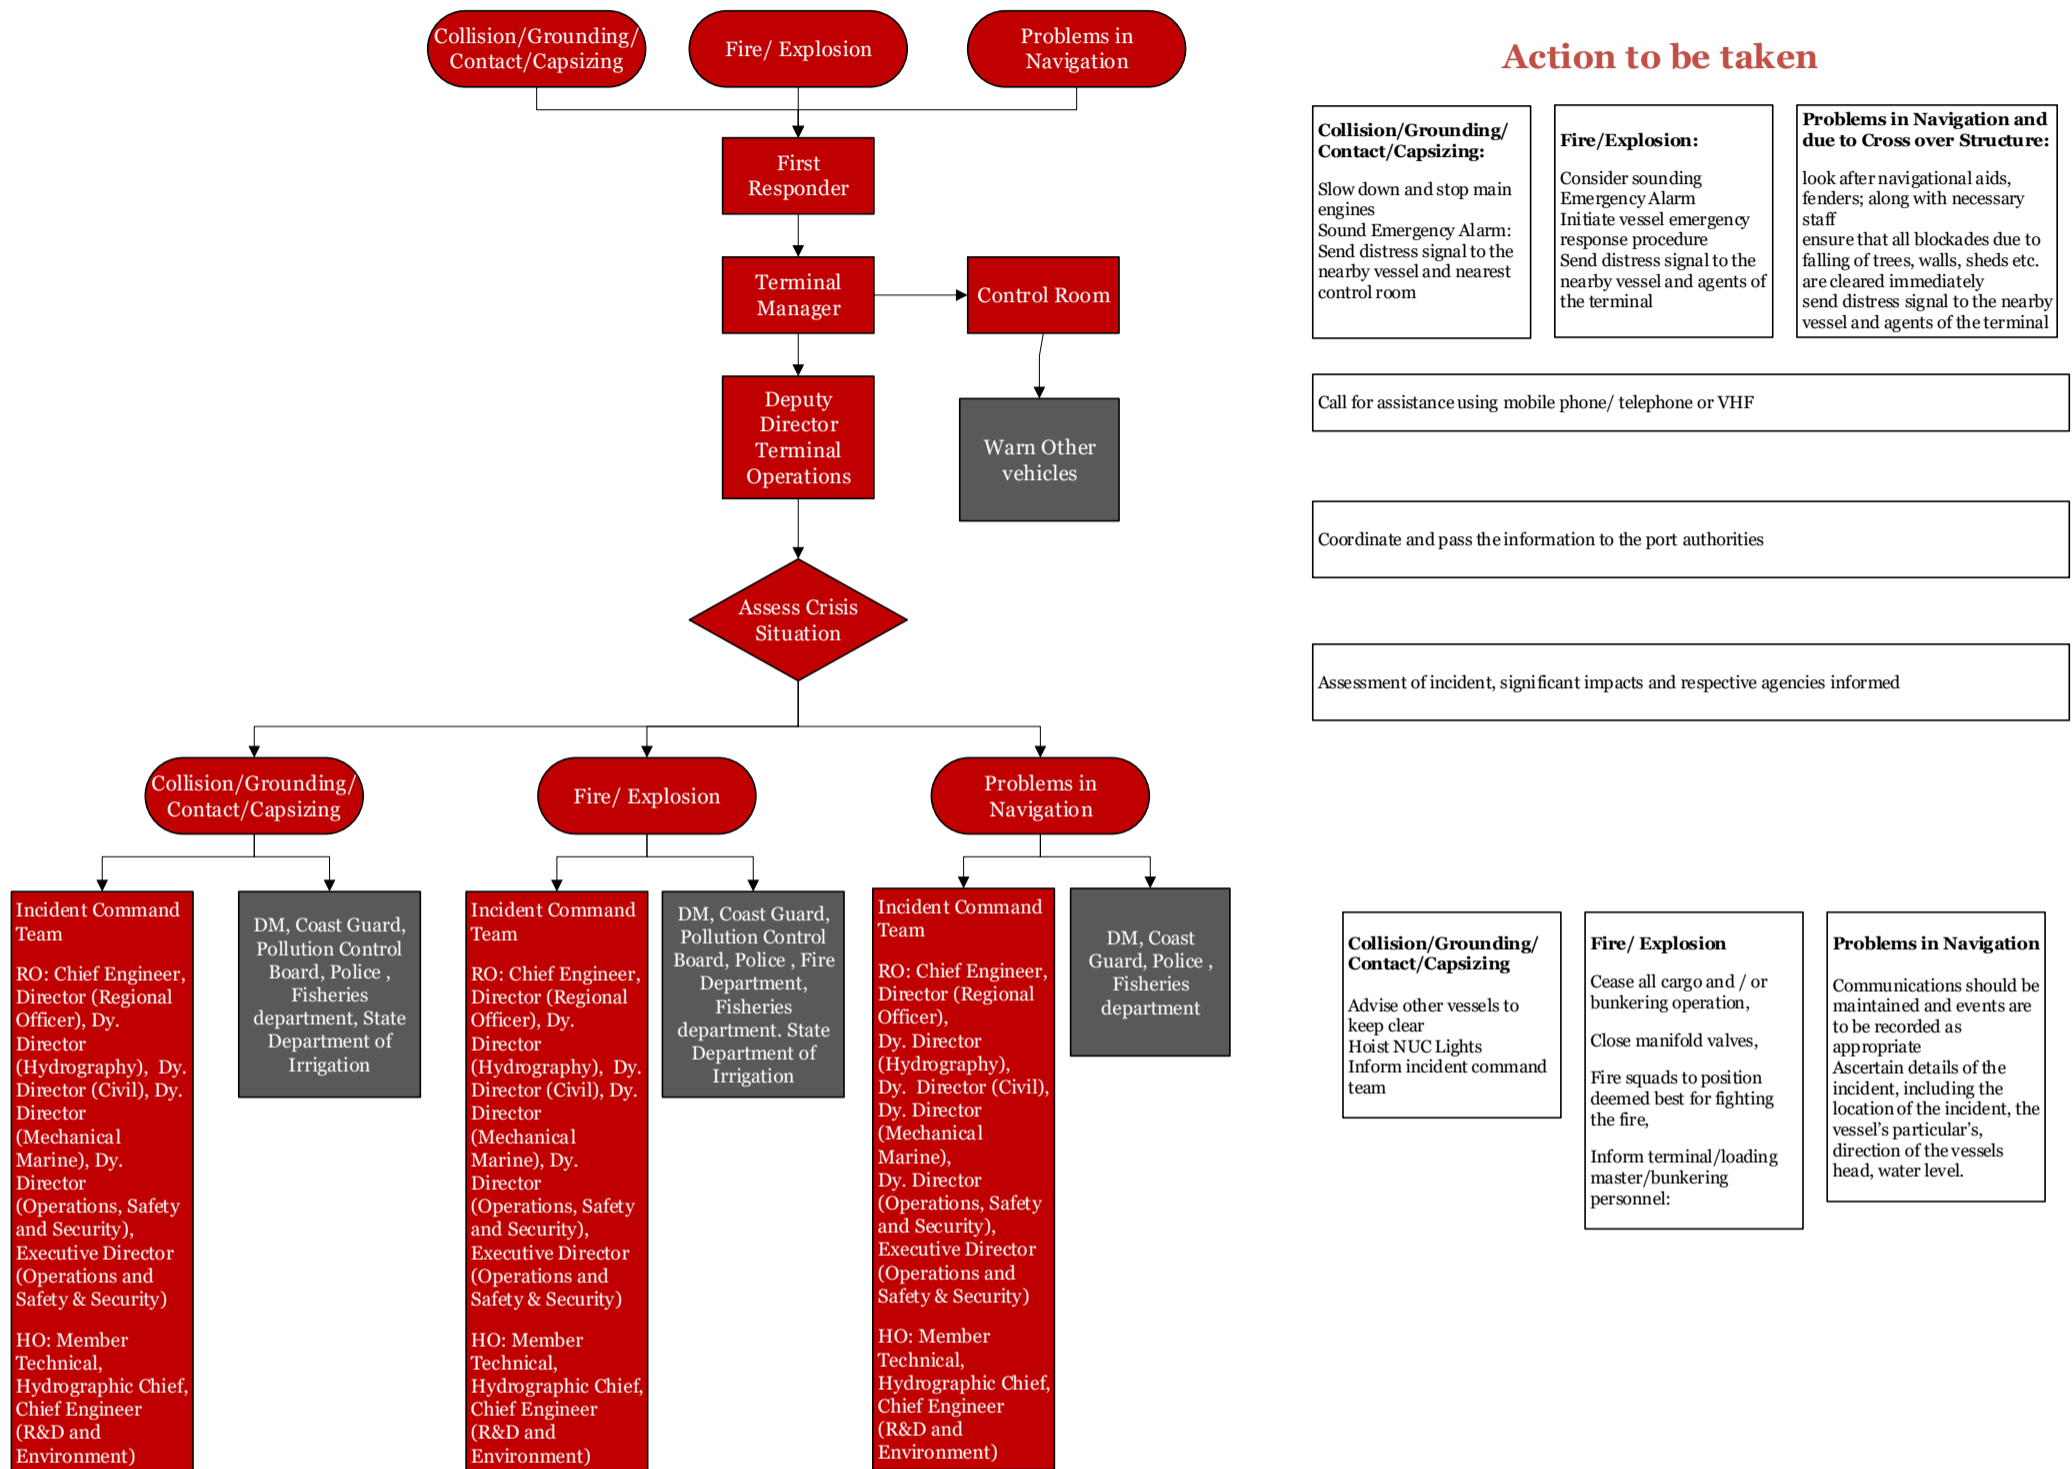 Collision/Grounding/
Contact/Capsizing
Fire/ Explosion
Problems in
Navigation
First
Responder
Terminal
Manager
Control Room
Deputy
Director
Terminal
Operations
Warn Other
vehicles
Assess Crisis
Situation
Collision/Grounding/
Contact/Capsizing
Fire/ Explosion
Problems in
Navigation
Incident Command
Team
RO: Chief Engineer,
Director (Regional
Officer), Dy.
Director
(Hydrography), Dy.
Director (Civil), Dy.
Director
(Mechanical
Marine), Dy.
Director
(Operations, Safety
and Security),
Executive Director
(Operations and
Safety & Security)
HO: Member
Technical,
Hydrographic Chief,
Chief Engineer
(R&D and
Environment)
DM, Coast Guard,
Pollution Control
Board, Police ,
Fisheries
department, State
Department of
Irrigation
Incident Command
Team
RO: Chief Engineer,
Director (Regional
Officer), Dy.
Director
(Hydrography), Dy.
Director (Civil), Dy.
Director
(Mechanical
Marine), Dy.
Director
(Operations, Safety
and Security),
Executive Director
(Operations and
Safety & Security)
HO: Member
Technical,
Hydrographic Chief,
Chief Engineer
(R&D and
Environment)
DM, Coast Guard,
Pollution Control
Board, Police , Fire
Department,
Fisheries
department. State
Department of
Irrigation
Incident Command
Team
RO: Chief Engineer,
Director (Regional
Officer),
Dy. Director
(Hydrography),
Dy. Director (Civil),
Dy. Director
(Mechanical
Marine),
Dy. Director
(Operations, Safety
and Security),
Executive Director
(Operations and
Safety & Security)
HO: Member
Technical,
Hydrographic Chief,
Chief Engineer
(R&D and
Environment)
DM, Coast
Guard, Police ,
Fisheries
department
Action to be taken
Collision/Grounding/
Contact/Capsizing:
Slow down and stop main
engines
Sound Emergency Alarm:
Send distress signal to the
nearby vessel and nearest
control room
Fire/Explosion:
Consider sounding
Emergency Alarm
Initiate vessel emergency
response procedure
Send distress signal to the
nearby vessel and agents of
the terminal
Problems in Navigation and
due to Cross over Structure:
look after navigational aids,
fenders; along with necessary
staff
ensure that all blockades due to
falling of trees, walls, sheds etc.
are cleared immediately
send distress signal to the nearby
vessel and agents of the terminal
Call for assistance using mobile phone/ telephone or VHF
Coordinate and pass the information to the port authorities
Assessment of incident, significant impacts and respective agencies informed
Collision/Grounding/
Contact/Capsizing
Advise other vessels to
keep clear
Hoist NUC Lights
Inform incident command
team
Fire/ Explosion
Cease all cargo and / or
bunkering operation,
Close manifold valves,
Fire squads to position
deemed best for fighting
the fire,
Inform terminal/loading
master/bunkering
personnel:
Problems in Navigation
Communications should be
maintained and events are
to be recorded as
appropriate
Ascertain details of the
incident, including the
location of the incident, the
vessel's particular's,
direction of the vessels
head, water level.